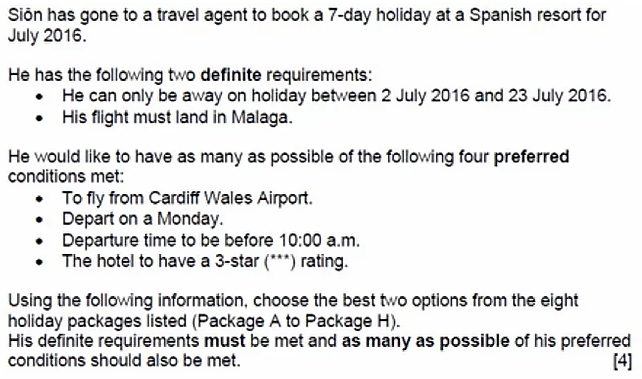 Siôn has gone to a travel agent to book a 7-day holiday at a Spanish resort for
July 2016.
He has the following two definite requirements:
• He can only be away on holiday between 2 July 2016 and 23 July 2016.
• His flight must land in Malaga.
He would like to have as many as possible of the following four preferred
conditions met:
• To fly from Cardiff Wales Airport.
• Depart on a Monday.
• Departure time to be before 10:00 a.m.
• The hotel to have a 3-star (***) rating.
Using the following information, choose the best two options from the eight
holiday packages listed (Package A to Package H).
His definite requirements must be met and as many as possible of his preferred
conditions should also be met. [4]